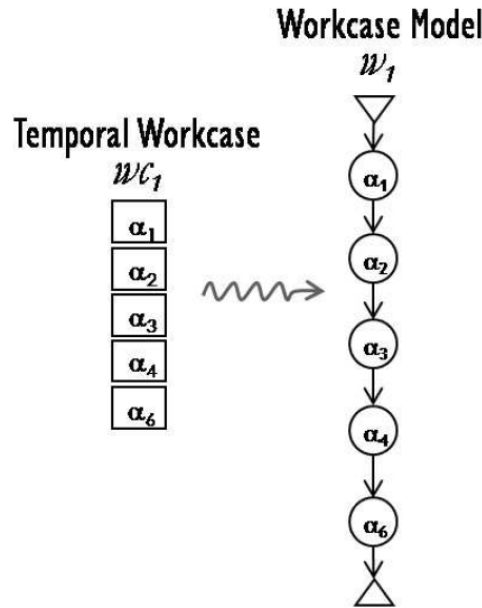 Workcase Model
w₁
Temporal Workcase
wc₁
α₁
α₂
α₃
α₄
α₆
α₁
α₂
α₃
α₄
α₆